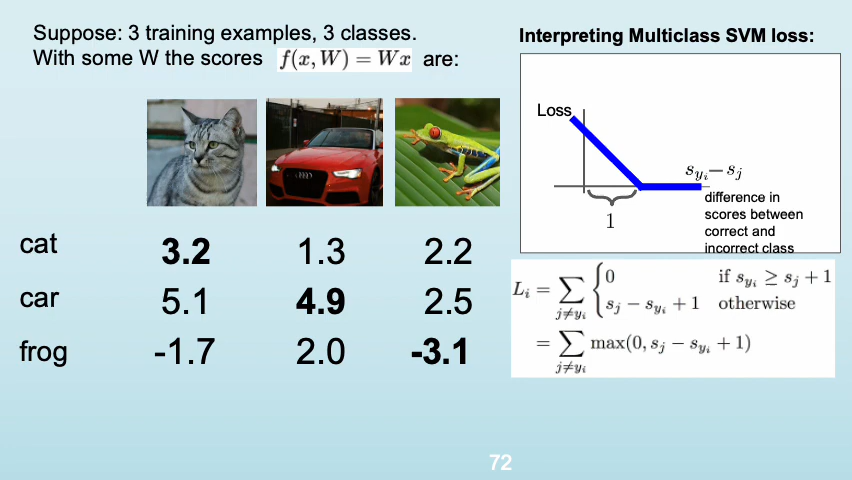 Suppose: 3 training examples, 3 classes.
With some W the scores f(x, W) = Wx are:
cat 3.2 1.3 2.2
car 5.1 4.9 2.5
frog -1.7 2.0 -3.1
Interpreting Multiclass SVM loss:
Loss
s_{y_i} − s_j
difference in
scores between
correct and
incorrect class
1
L_i = ∑_{j≠y_i} { 0 if s_{y_i} ≥ s_j + 1
s_j − s_{y_i} + 1 otherwise
= ∑_{j≠y_i} max(0, s_j − s_{y_i} + 1)
72